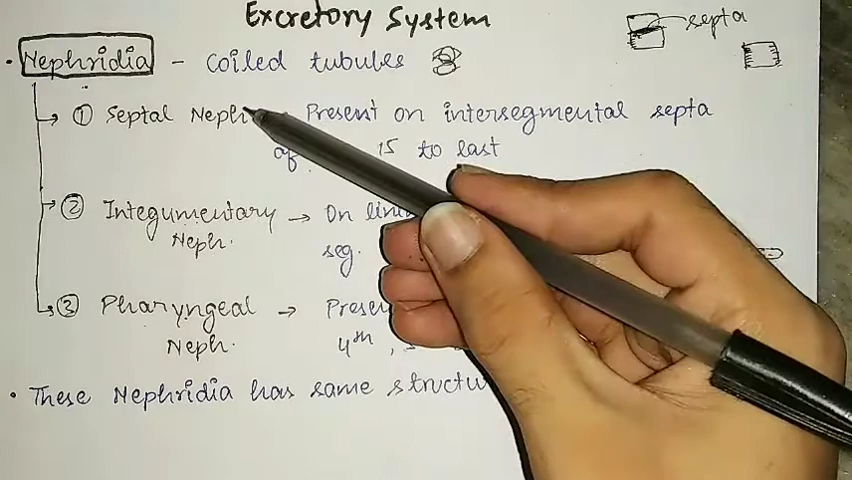 Excretory System
septa
• Nephridia - coiled tubules
① Septal Neph Present on intersegmental septa
of 15 to last
② Integumentary → On lin
Neph. seg.
③ Pharyngeal → Prese
Neph. 4th,
• These Nephridia has same structu